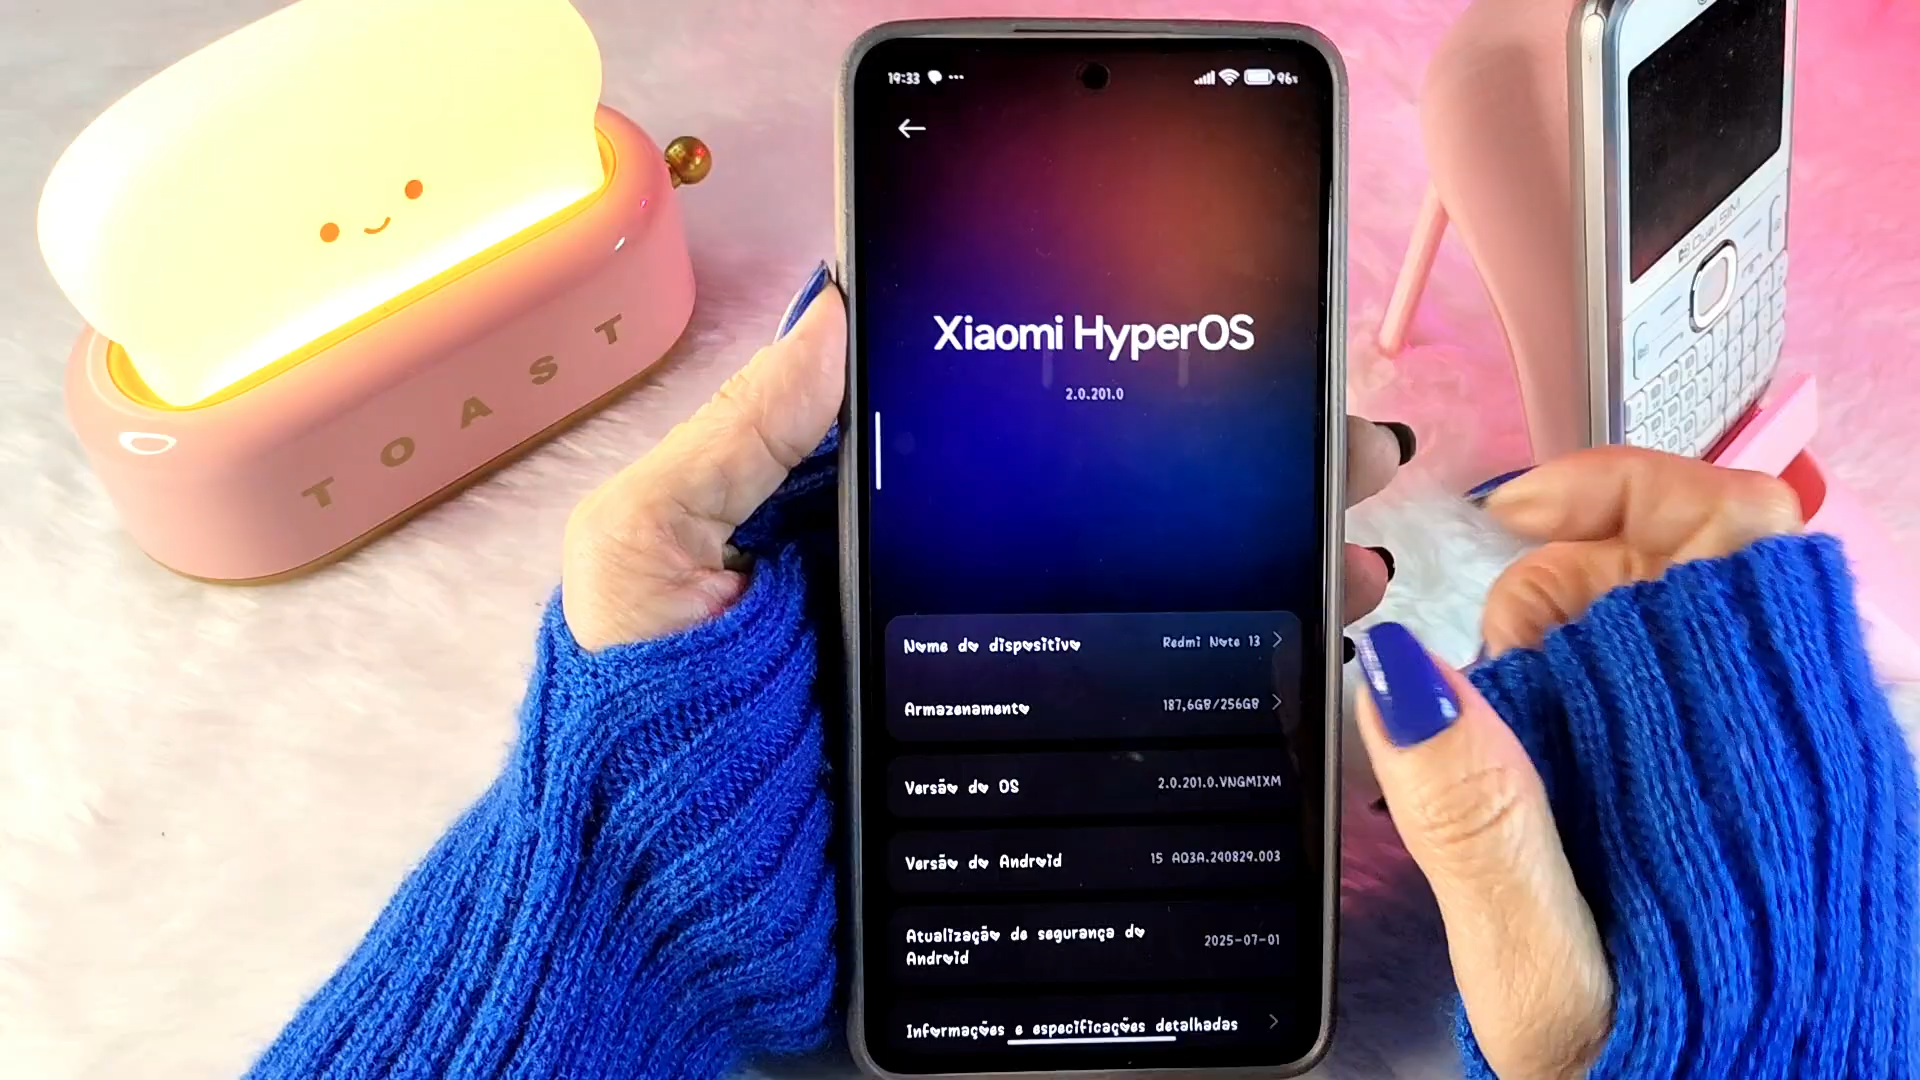 19:33
96%
Xiaomi HyperOS
2.0.201.0
Nome do dispositivo
Redmi Note 13
Armazenamento
187,6GB/256GB
Versão do OS
2.0.201.0.VNGMIXM
Versão do Android
15 AQ3A.240829.003
Atualização de segurança do
Android
2025-07-01
Informações e especificações detalhadas
TOAST
Dual SIM